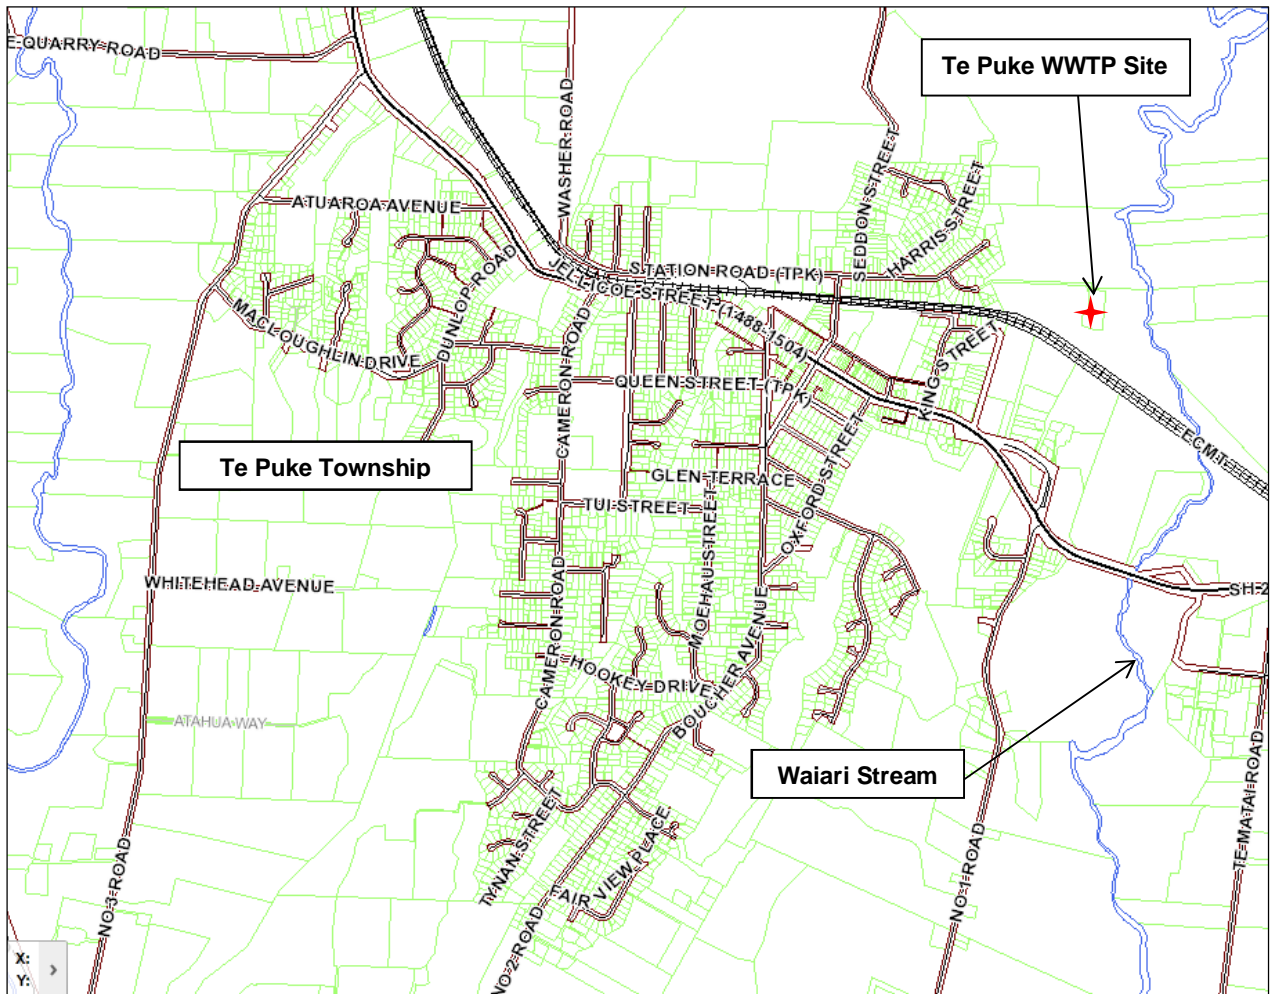 E QUARRY ROAD
Te Puke WWTP Site
WASHER ROAD
SEDDON STREET
HARRIS STREET
ATUAROA AVENUE
DUNLOP ROAD
STATION ROAD (TPK)
JELLICOE STREET (1488-1504)
MACLOUGHLIN DRIVE
CAMERON ROAD
QUEEN STREET (TPK)
KING STREET
ECMT
Te Puke Township
GLEN TERRACE
OXFORD STREET
TUI STREET
MOEHAU STREET
WHITEHEAD AVENUE
CAMERON ROAD
SH 2
HOOKEY DRIVE
BOUCHER AVENUE
ATAHUA WAY
Waiari Stream
TE MATAI ROAD
TYNAN STREET
FAIR VIEW PLACE
NO 3 ROAD
NO 2 ROAD
NO 1 ROAD
X:
Y: